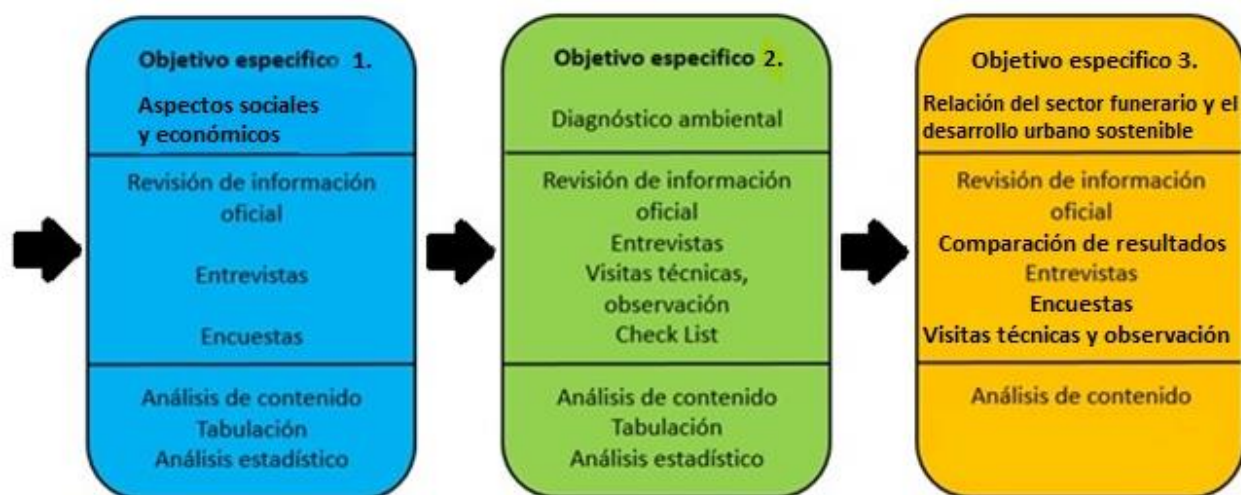 Objetivo especifico 1.
Aspectos sociales
y económicos
Revisión de información
oficial
Entrevistas
Encuestas
Análisis de contenido
Tabulación
Análisis estadístico
Objetivo especifico 2.
Diagnóstico ambiental
Revisión de información
oficial
Entrevistas
Visitas técnicas,
observación
Check List
Análisis de contenido
Tabulación
Análisis estadístico
Objetivo especifico 3.
Relación del sector funerario y el
desarrollo urbano sostenible
Revisión de información
oficial
Comparación de resultados
Entrevistas
Encuestas
Visitas técnicas y observación
Análisis de contenido